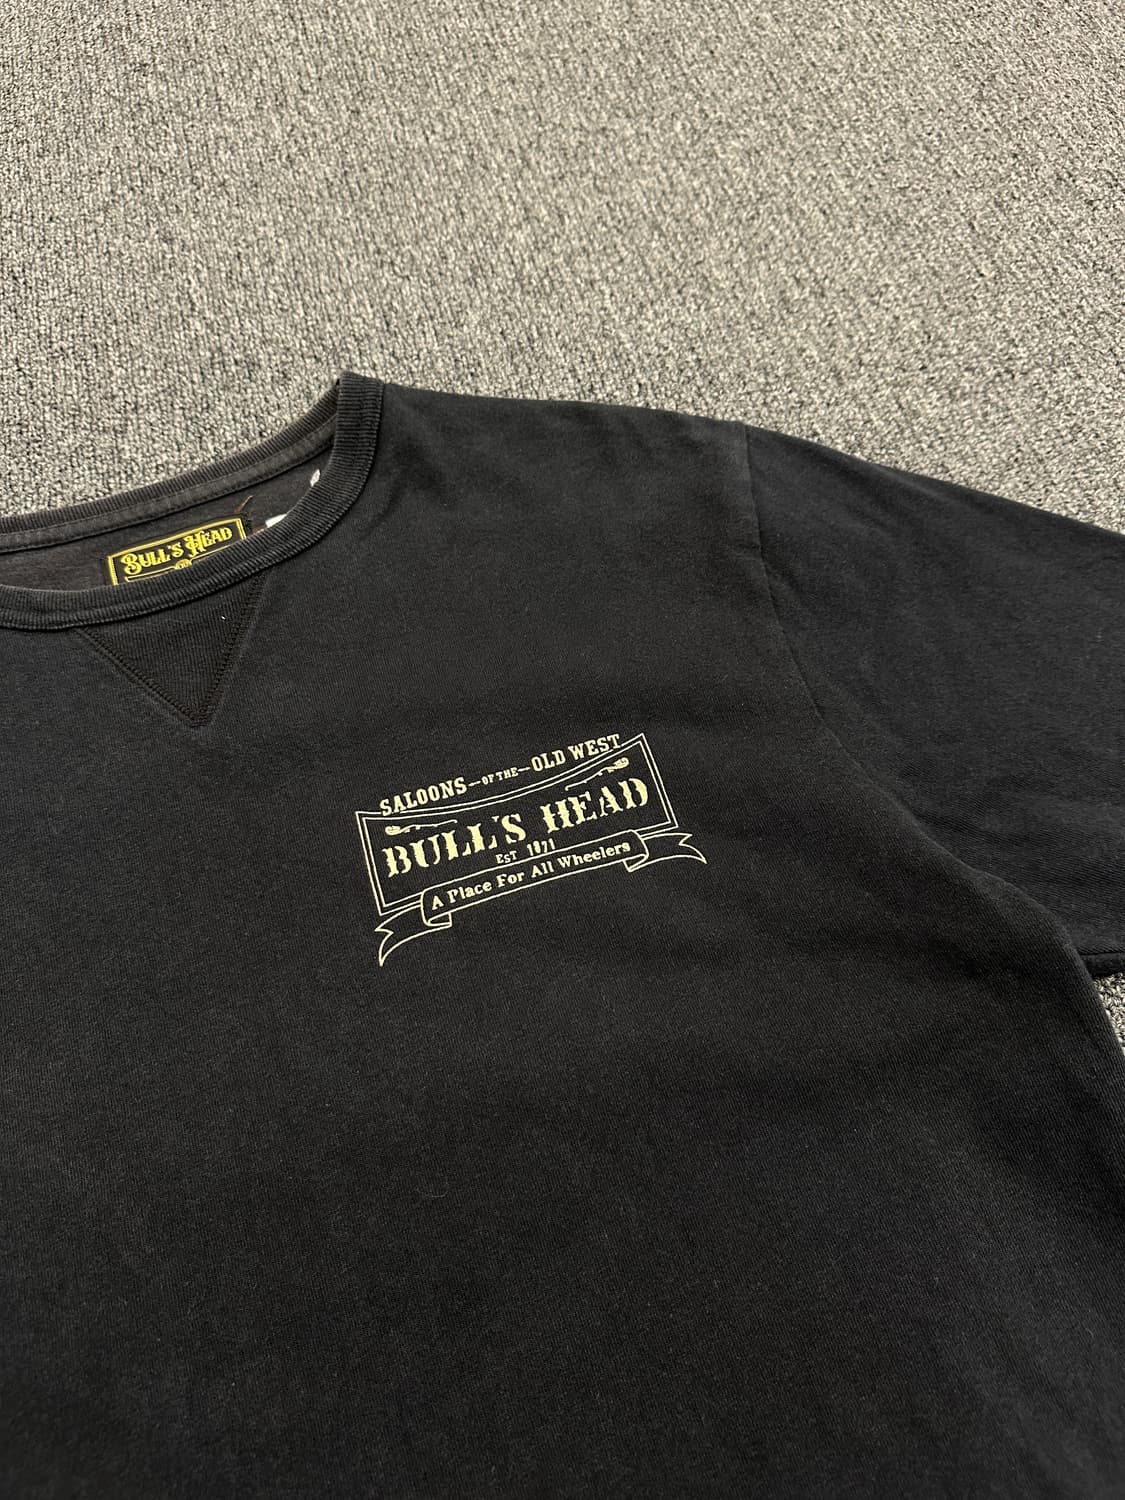 BULL'S HEAD
SALOONS -OF THE- OLD WEST
BULL'S HEAD
EST 1871
A Place For All Wheelers